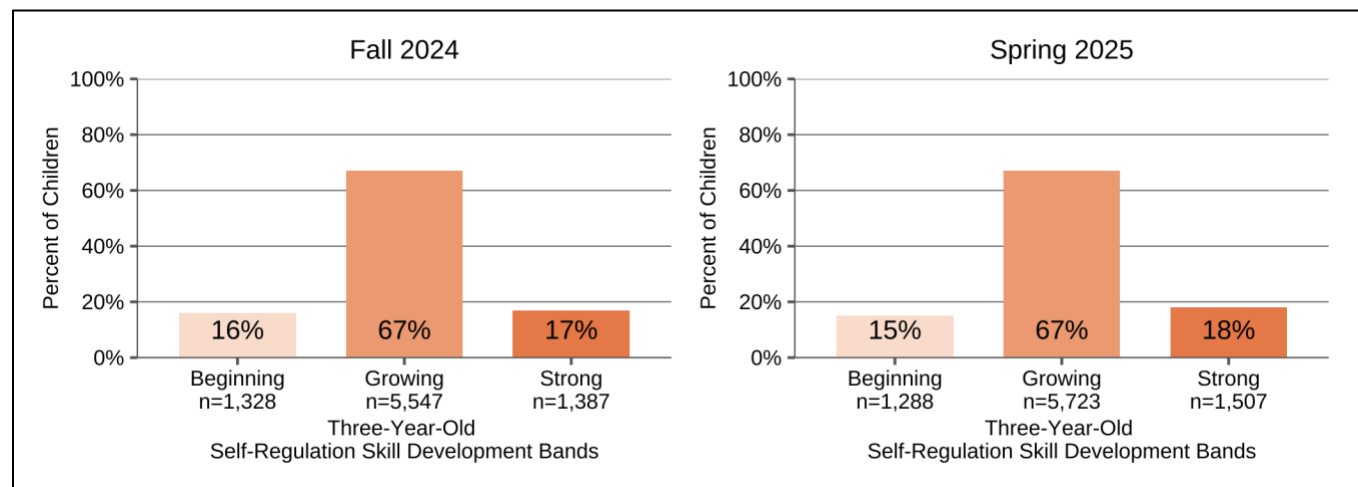 Fall 2024
100%
80%
60%
40%
20%
0%
Percent of Children
16%
67%
17%
Beginning
n=1,328
Growing
n=5,547
Strong
n=1,387
Three-Year-Old
Self-Regulation Skill Development Bands
Spring 2025
100%
80%
60%
40%
20%
0%
Percent of Children
15%
67%
18%
Beginning
n=1,288
Growing
n=5,723
Strong
n=1,507
Three-Year-Old
Self-Regulation Skill Development Bands